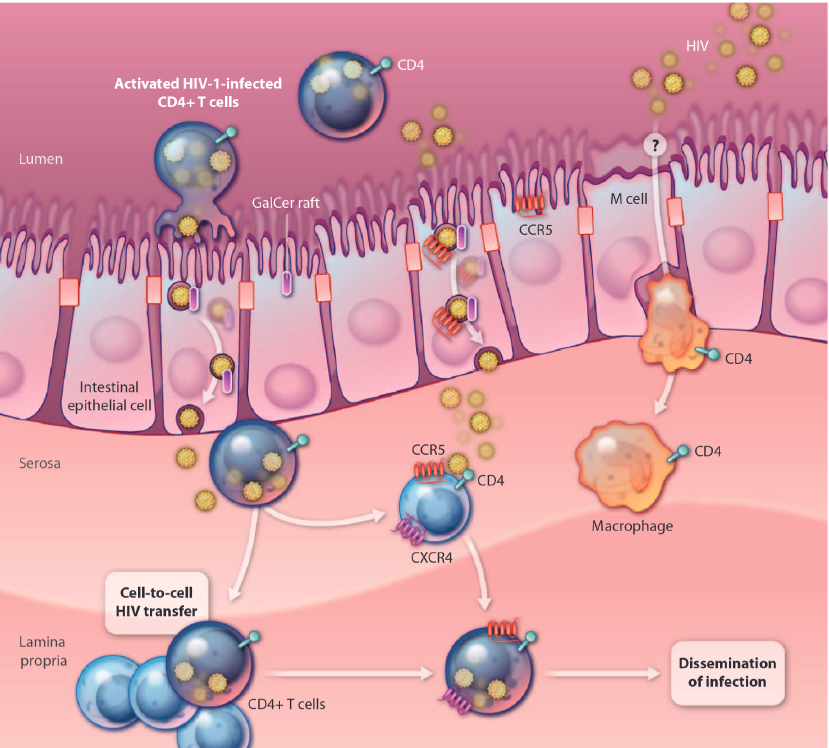 HIV
CD4
Activated HIV-1-infected
CD4+ T cells
?
Lumen
GalCer raft
M cell
CCR5
CD4
Intestinal
epithelial cell
Serosa
CCR5
CD4
CD4
Macrophage
CXCR4
Cell-to-cell
HIV transfer
Lamina
propria
CD4+ T cells
Dissemination
of infection